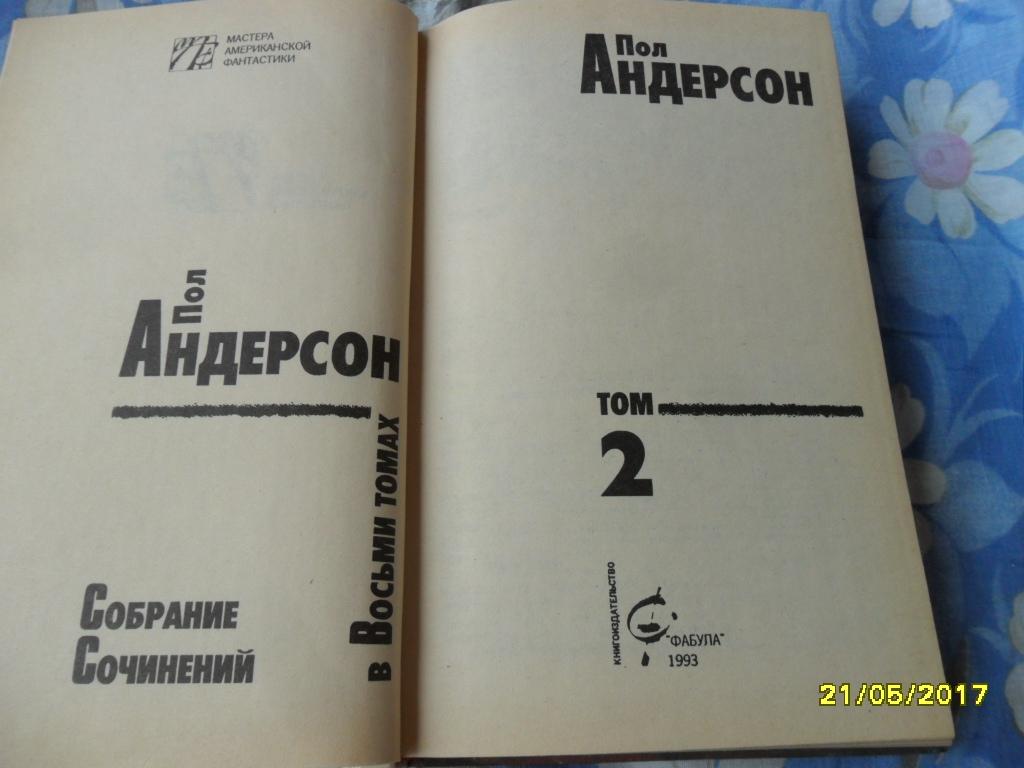 МАСТЕРА
АМЕРИКАНСКОЙ
ФАНТАСТИКИ
Пол
АНДЕРСОН
СОБРАНИЕ
СОЧИНЕНИЙ
В ВОСЬМИ ТОМАХ
Пол
АНДЕРСОН
ТОМ
2
КНИГОИЗДАТЕЛЬСТВО
"ФАБУЛА"
1993
21/05/2017